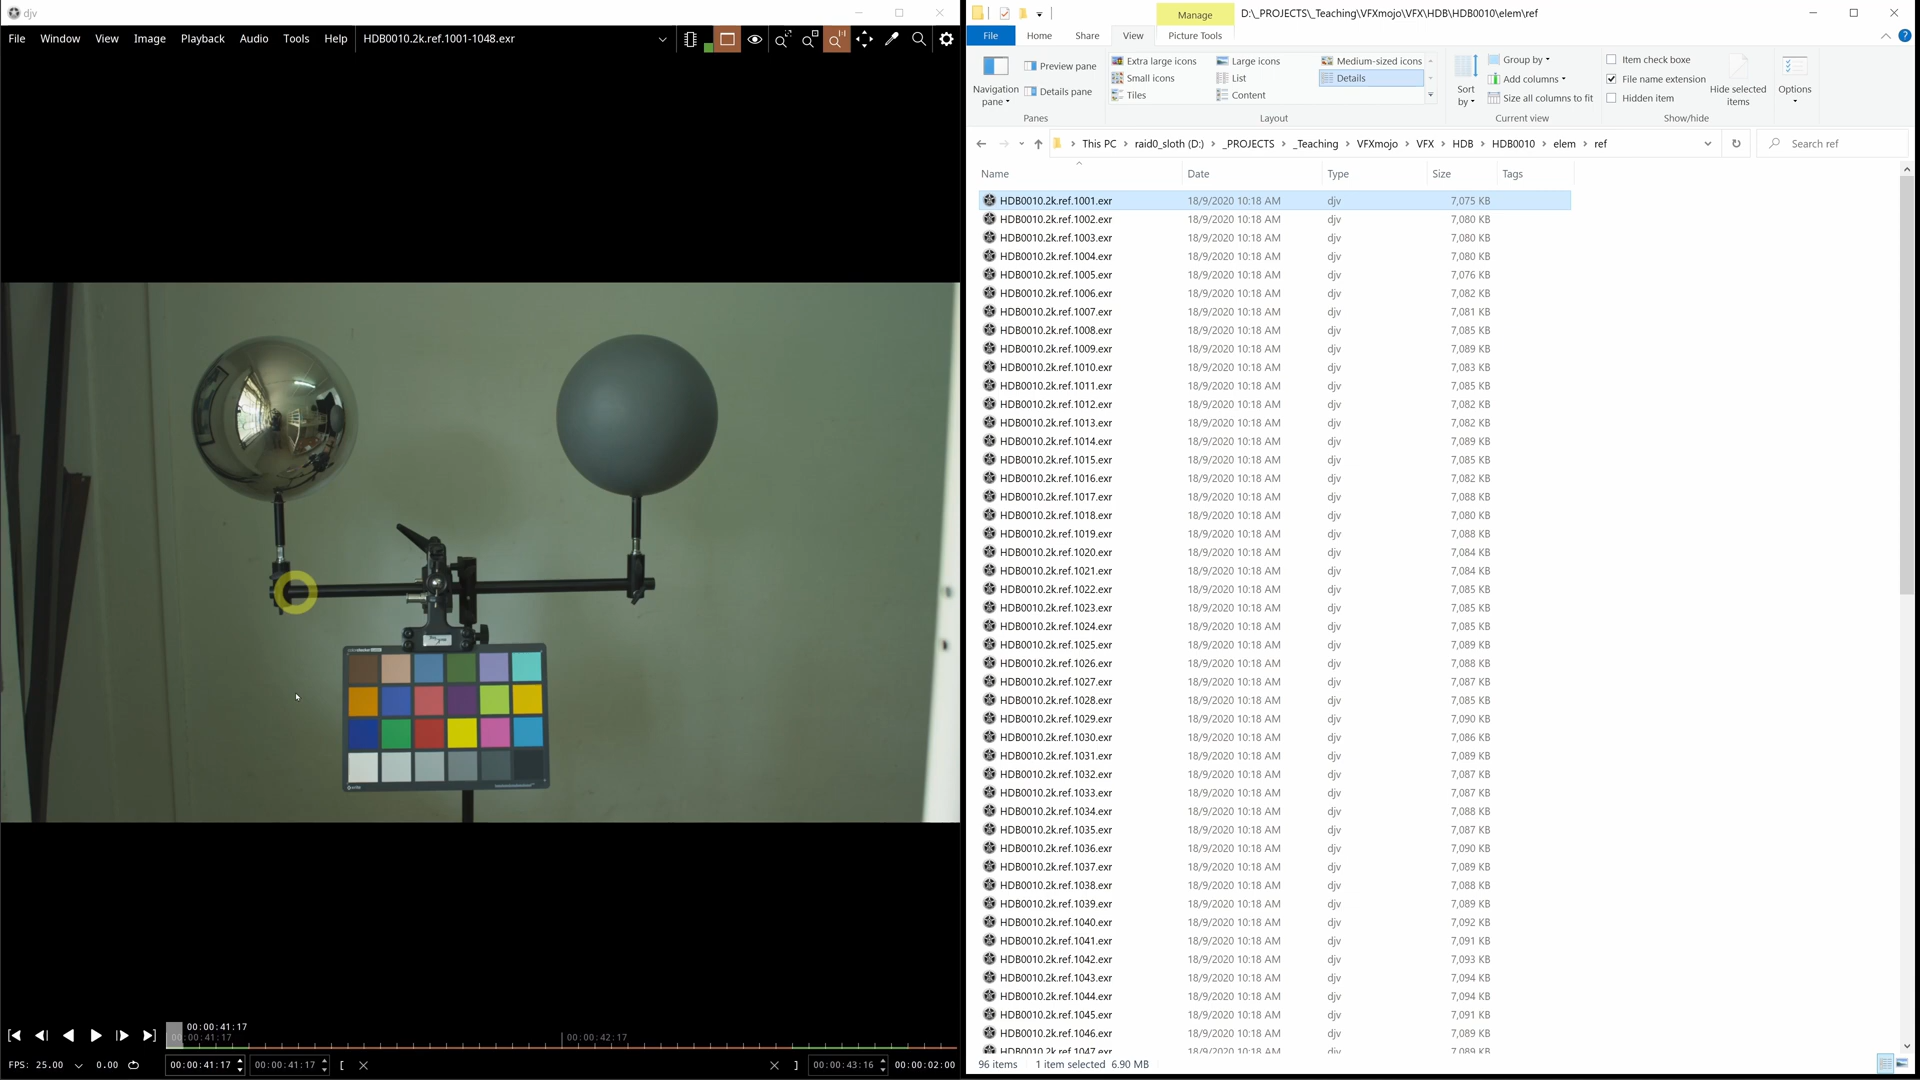 djv
File Window View Image Playback Audio Tools Help HDB0010.2k.ref.1001-1048.exr
00:00:41:17
00:00:41:17 00:00:42:17
FPS: 25.00 0.00 00:00:41:17 00:00:41:17 [ ] 00:00:43:16 00:00:02:00
Manage D:\_PROJECTS\_Teaching\VFXmojo\VFX\HDB\HDB0010\elem\ref
File Home Share View Picture Tools
Navigation pane
Preview pane
Details pane
Panes
Extra large icons Large icons Medium-sized icons
Small icons List Details
Tiles Content
Layout
Sort by
Group by
Add columns
Size all columns to fit
Current view
Item check boxe
File name extension
Hidden item
Hide selected items
Show/hide
Options
This PC raid0_sloth (D:) _PROJECTS _Teaching VFXmojo VFX HDB HDB0010 elem ref
Search ref
Name Date Type Size Tags
HDB0010.2k.ref.1001.exr 18/9/2020 10:18 AM djv 7,075 KB
HDB0010.2k.ref.1002.exr 18/9/2020 10:18 AM djv 7,080 KB
HDB0010.2k.ref.1003.exr 18/9/2020 10:18 AM djv 7,080 KB
HDB0010.2k.ref.1004.exr 18/9/2020 10:18 AM djv 7,080 KB
HDB0010.2k.ref.1005.exr 18/9/2020 10:18 AM djv 7,076 KB
HDB0010.2k.ref.1006.exr 18/9/2020 10:18 AM djv 7,082 KB
HDB0010.2k.ref.1007.exr 18/9/2020 10:18 AM djv 7,081 KB
HDB0010.2k.ref.1008.exr 18/9/2020 10:18 AM djv 7,085 KB
HDB0010.2k.ref.1009.exr 18/9/2020 10:18 AM djv 7,089 KB
HDB0010.2k.ref.1010.exr 18/9/2020 10:18 AM djv 7,083 KB
HDB0010.2k.ref.1011.exr 18/9/2020 10:18 AM djv 7,085 KB
HDB0010.2k.ref.1012.exr 18/9/2020 10:18 AM djv 7,082 KB
HDB0010.2k.ref.1013.exr 18/9/2020 10:18 AM djv 7,082 KB
HDB0010.2k.ref.1014.exr 18/9/2020 10:18 AM djv 7,089 KB
HDB0010.2k.ref.1015.exr 18/9/2020 10:18 AM djv 7,085 KB
HDB0010.2k.ref.1016.exr 18/9/2020 10:18 AM djv 7,082 KB
HDB0010.2k.ref.1017.exr 18/9/2020 10:18 AM djv 7,088 KB
HDB0010.2k.ref.1018.exr 18/9/2020 10:18 AM djv 7,080 KB
HDB0010.2k.ref.1019.exr 18/9/2020 10:18 AM djv 7,088 KB
HDB0010.2k.ref.1020.exr 18/9/2020 10:18 AM djv 7,084 KB
HDB0010.2k.ref.1021.exr 18/9/2020 10:18 AM djv 7,084 KB
HDB0010.2k.ref.1022.exr 18/9/2020 10:18 AM djv 7,085 KB
HDB0010.2k.ref.1023.exr 18/9/2020 10:18 AM djv 7,085 KB
HDB0010.2k.ref.1024.exr 18/9/2020 10:18 AM djv 7,085 KB
HDB0010.2k.ref.1025.exr 18/9/2020 10:18 AM djv 7,089 KB
HDB0010.2k.ref.1026.exr 18/9/2020 10:18 AM djv 7,088 KB
HDB0010.2k.ref.1027.exr 18/9/2020 10:18 AM djv 7,087 KB
HDB0010.2k.ref.1028.exr 18/9/2020 10:18 AM djv 7,085 KB
HDB0010.2k.ref.1029.exr 18/9/2020 10:18 AM djv 7,090 KB
HDB0010.2k.ref.1030.exr 18/9/2020 10:18 AM djv 7,086 KB
HDB0010.2k.ref.1031.exr 18/9/2020 10:18 AM djv 7,089 KB
HDB0010.2k.ref.1032.exr 18/9/2020 10:18 AM djv 7,087 KB
HDB0010.2k.ref.1033.exr 18/9/2020 10:18 AM djv 7,087 KB
HDB0010.2k.ref.1034.exr 18/9/2020 10:18 AM djv 7,088 KB
HDB0010.2k.ref.1035.exr 18/9/2020 10:18 AM djv 7,087 KB
HDB0010.2k.ref.1036.exr 18/9/2020 10:18 AM djv 7,090 KB
HDB0010.2k.ref.1037.exr 18/9/2020 10:18 AM djv 7,089 KB
HDB0010.2k.ref.1038.exr 18/9/2020 10:18 AM djv 7,088 KB
HDB0010.2k.ref.1039.exr 18/9/2020 10:18 AM djv 7,089 KB
HDB0010.2k.ref.1040.exr 18/9/2020 10:18 AM djv 7,092 KB
HDB0010.2k.ref.1041.exr 18/9/2020 10:18 AM djv 7,091 KB
HDB0010.2k.ref.1042.exr 18/9/2020 10:18 AM djv 7,093 KB
HDB0010.2k.ref.1043.exr 18/9/2020 10:18 AM djv 7,094 KB
HDB0010.2k.ref.1044.exr 18/9/2020 10:18 AM djv 7,094 KB
HDB0010.2k.ref.1045.exr 18/9/2020 10:18 AM djv 7,091 KB
HDB0010.2k.ref.1046.exr 18/9/2020 10:18 AM djv 7,089 KB
HDB0010.2k.ref.1047.exr 18/9/2020 10:18 AM djv 7,089 KB
96 items 1 item selected 6.90 MB